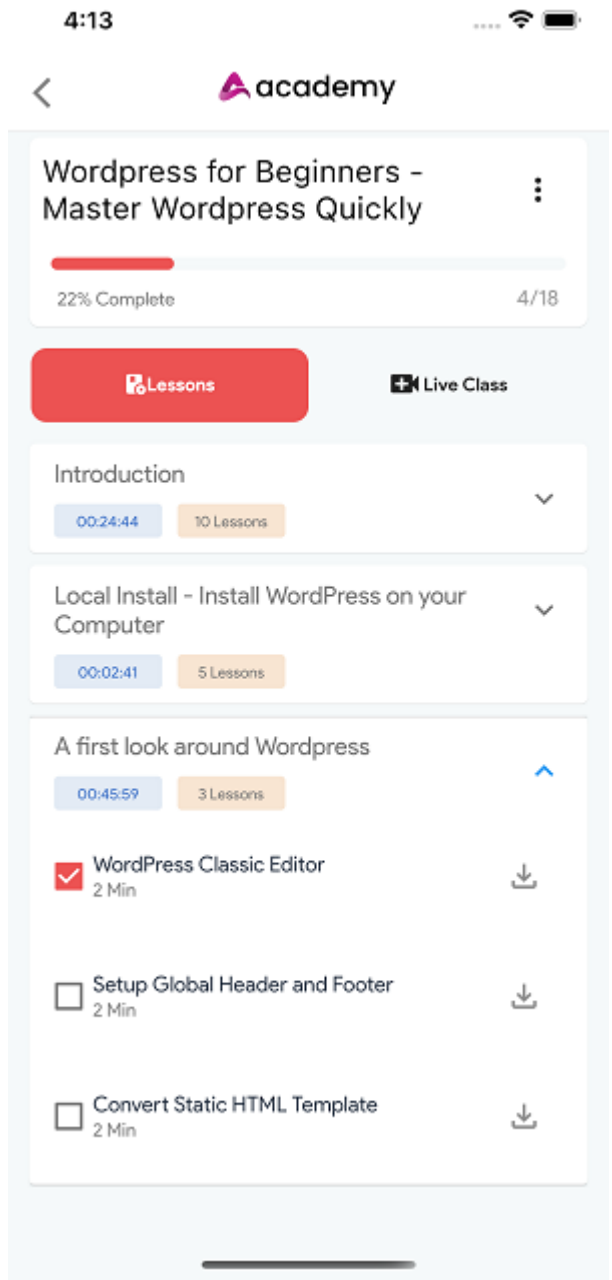 4:13
academy
Wordpress for Beginners -
Master Wordpress Quickly
22% Complete
4/18
Lessons
Live Class
Introduction
00:24:44
10 Lessons
Local Install - Install WordPress on your
Computer
00:02:41
5 Lessons
A first look around Wordpress
00:45:59
3 Lessons
WordPress Classic Editor
2 Min
Setup Global Header and Footer
2 Min
Convert Static HTML Template
2 Min